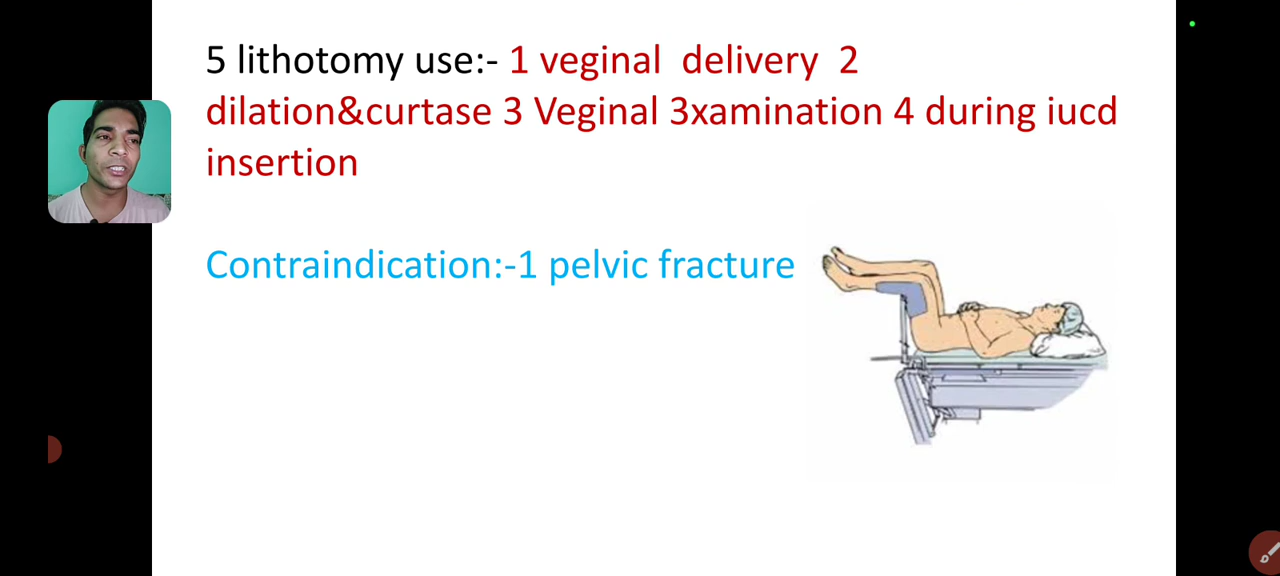 5 lithotomy use:- 1 veginal delivery 2
dilation&curtase 3 Veginal 3xamination 4 during iucd
insertion
Contraindication:-1 pelvic fracture